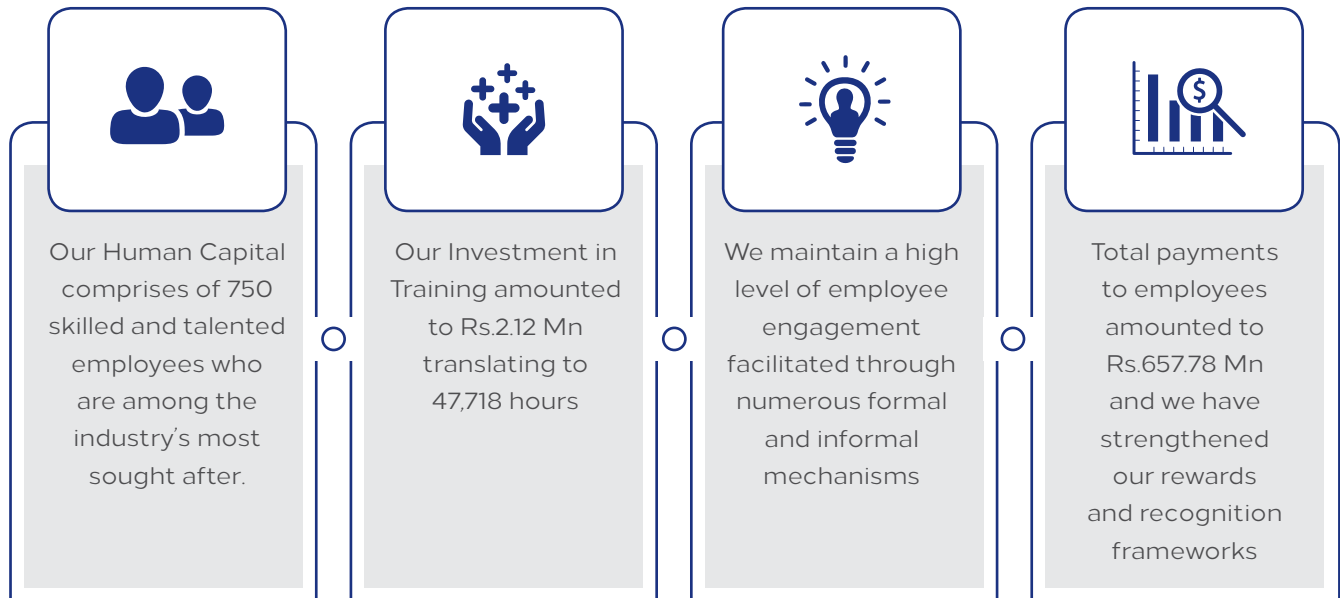 Our Human Capital
comprises of 750
skilled and talented
employees who
are among the
industry's most
sought after.
Our Investment in
Training amounted
to Rs.2.12 Mn
translating to
47,718 hours
We maintain a high
level of employee
engagement
facilitated through
numerous formal
and informal
mechanisms
$
Total payments
to employees
amounted to
Rs.657.78 Mn
and we have
strengthened
our rewards
and recognition
frameworks